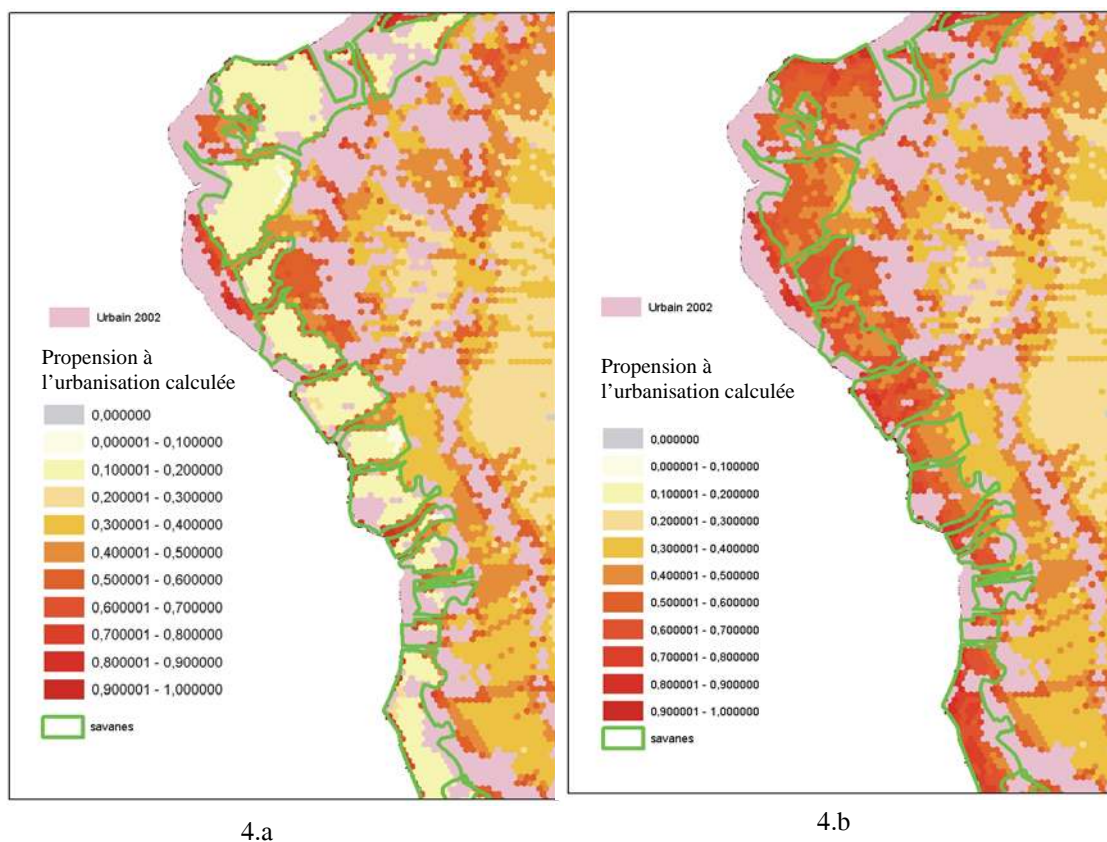 Urbain 2002
Propension à
l'urbanisation calculée
0,000000
0,000001 - 0,100000
0,100001 - 0,200000
0,200001 - 0,300000
0,300001 - 0,400000
0,400001 - 0,500000
0,500001 - 0,600000
0,600001 - 0,700000
0,700001 - 0,800000
0,800001 - 0,900000
0,900001 - 1,000000
savanes
4.a
Urbain 2002
Propension à
l'urbanisation calculée
0,000000
0,000001 - 0,100000
0,100001 - 0,200000
0,200001 - 0,300000
0,300001 - 0,400000
0,400001 - 0,500000
0,500001 - 0,600000
0,600001 - 0,700000
0,700001 - 0,800000
0,800001 - 0,900000
0,900001 - 1,000000
savanes
4.b